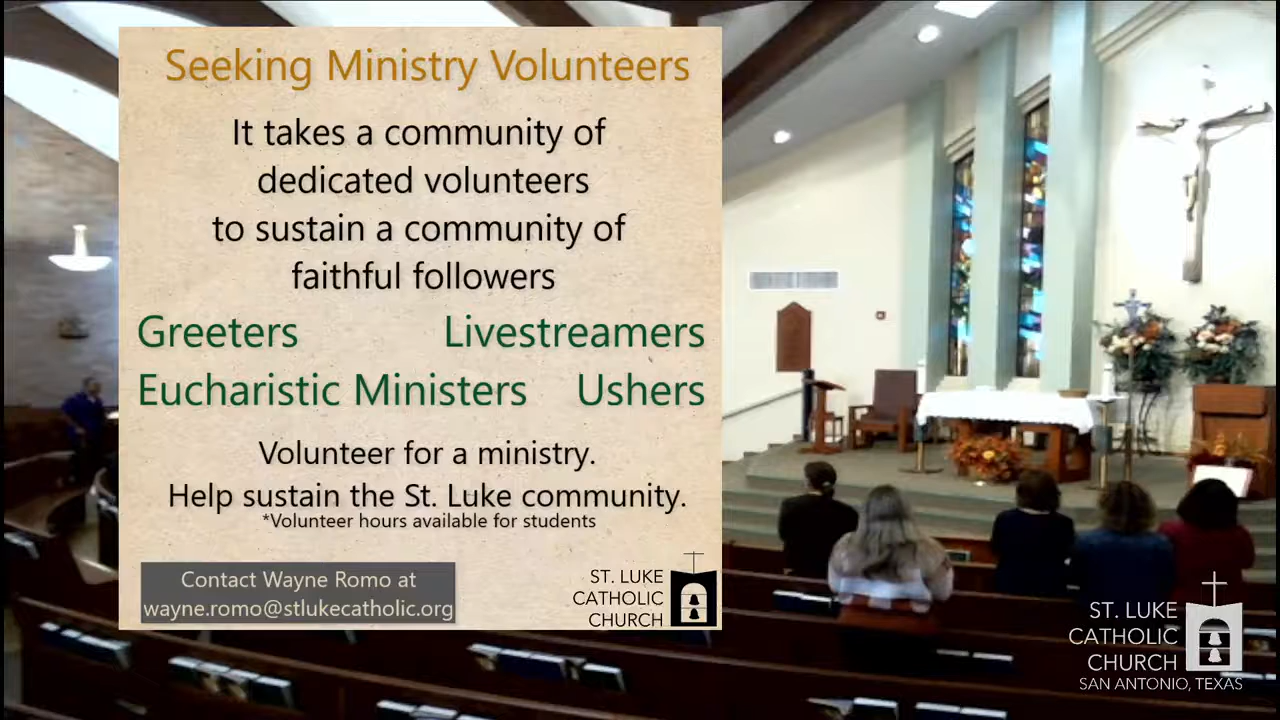 Seeking Ministry Volunteers
It takes a community of
dedicated volunteers
to sustain a community of
faithful followers
Greeters Livestreamers
Eucharistic Ministers Ushers
Volunteer for a ministry.
Help sustain the St. Luke community.
*Volunteer hours available for students
Contact Wayne Romo at
wayne.romo@stlukecatholic.org
ST. LUKE
CATHOLIC
CHURCH
ST. LUKE
CATHOLIC
CHURCH
SAN ANTONIO, TEXAS